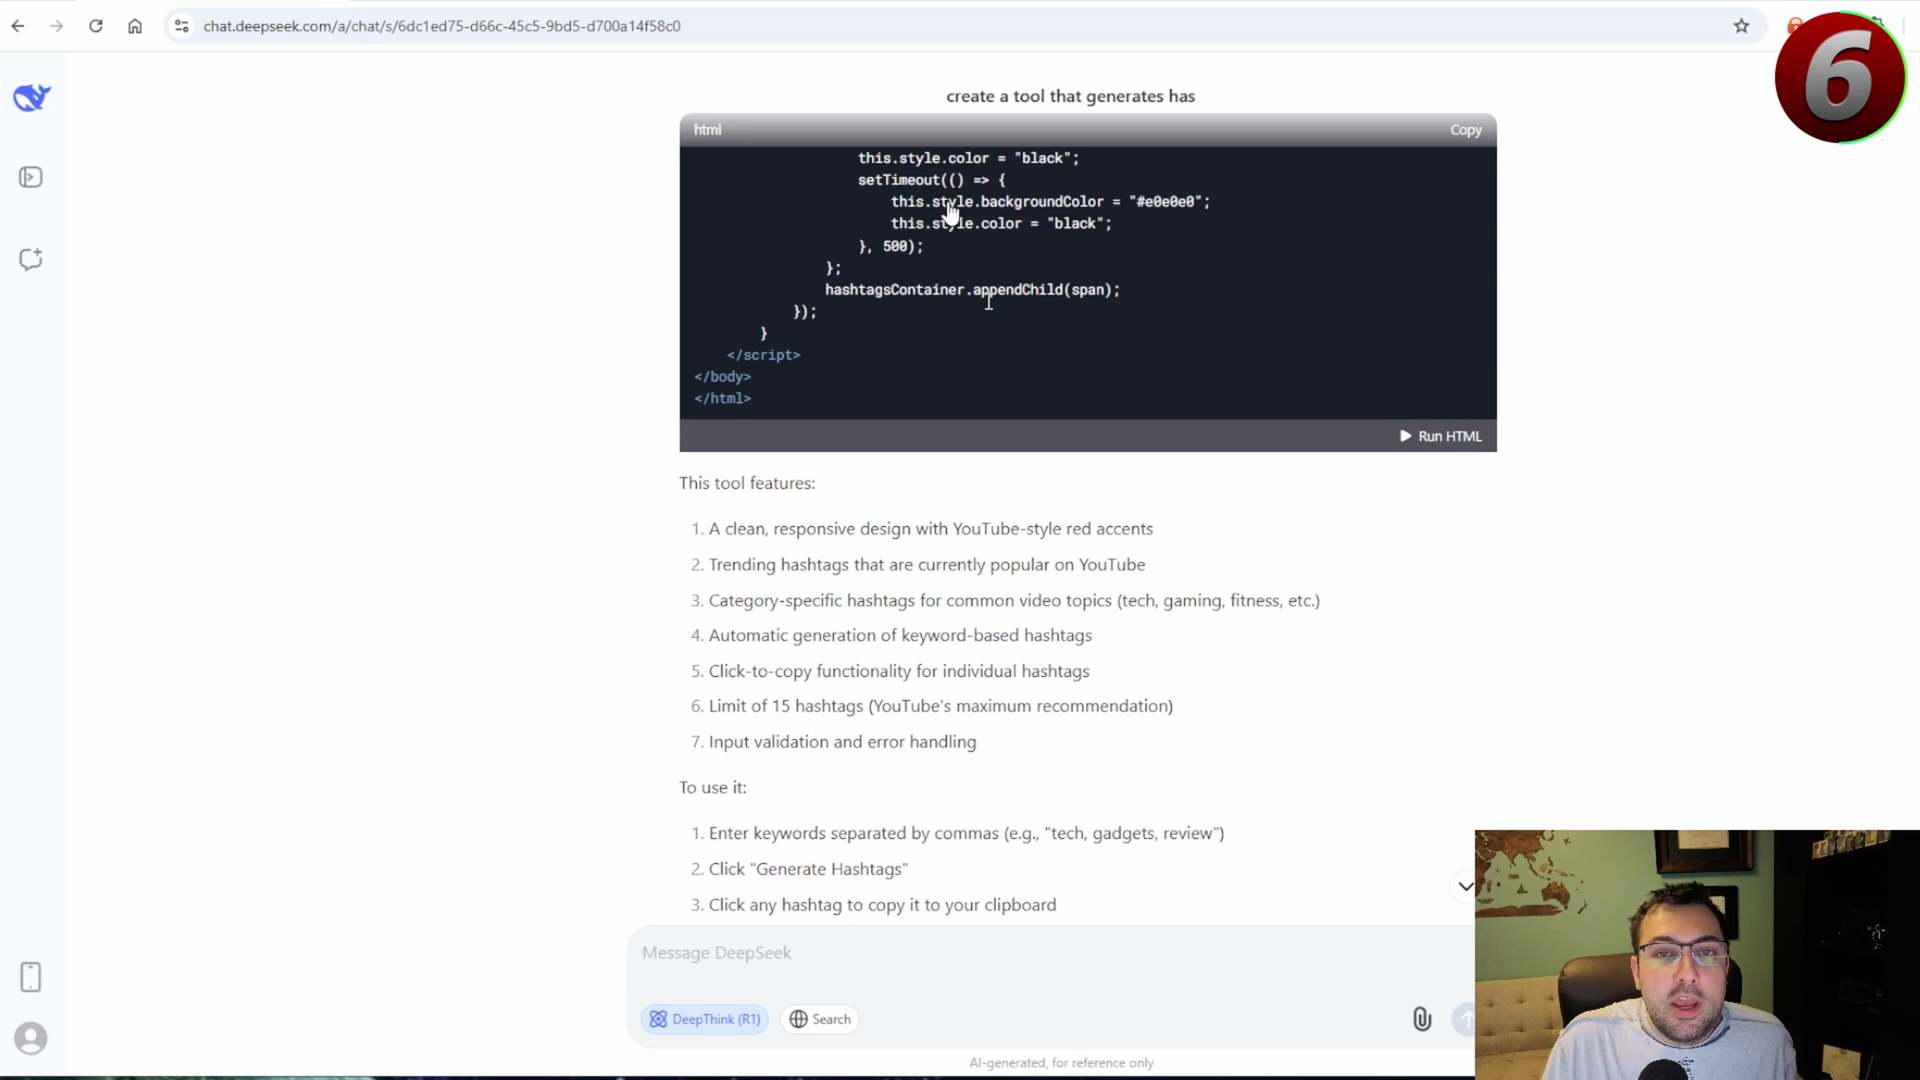 chat.deepseek.com/a/chat/s/6dc1ed75-d66c-45c5-9bd5-d700a14f58c0
6
create a tool that generates has
html
Copy
this.style.color = "black";
setTimeout(() => {
this.style.backgroundColor = "#e0e0e0";
this.style.color = "black";
}, 500);
};
hashtagsContainer.appendChild(span);
});
}
</script>
</body>
</html>
Run HTML
This tool features:
1. A clean, responsive design with YouTube-style red accents
2. Trending hashtags that are currently popular on YouTube
3. Category-specific hashtags for common video topics (tech, gaming, fitness, etc.)
4. Automatic generation of keyword-based hashtags
5. Click-to-copy functionality for individual hashtags
6. Limit of 15 hashtags (YouTube's maximum recommendation)
7. Input validation and error handling
To use it:
1. Enter keywords separated by commas (e.g., "tech, gadgets, review")
2. Click "Generate Hashtags"
3. Click any hashtag to copy it to your clipboard
Message DeepSeek
DeepThink (R1)
Search
AI-generated, for reference only